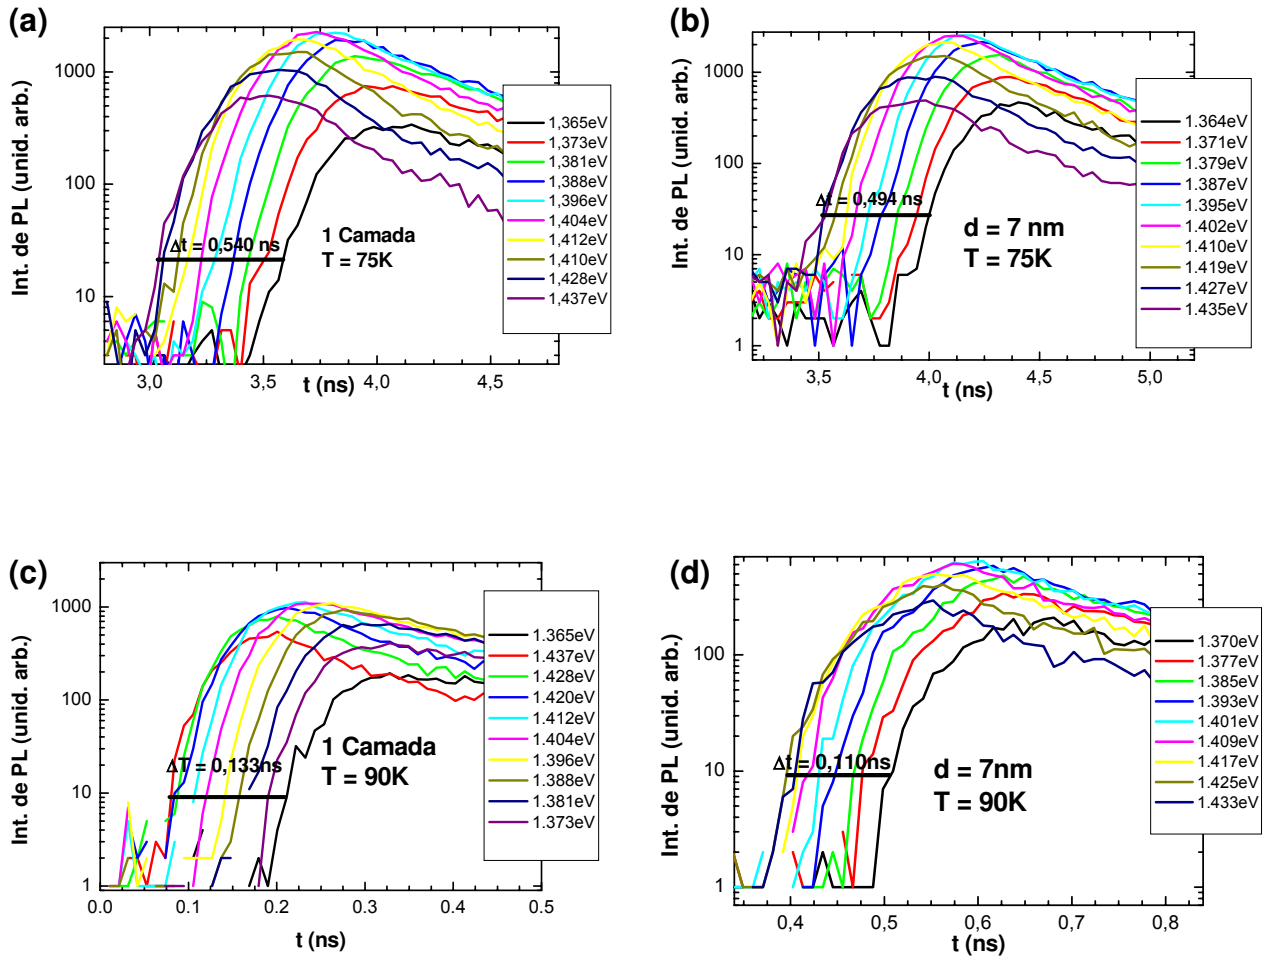 (a)
Int. de PL (unid. arb.)
1000
100
10
Δt = 0,540 ns
1 Camada
T = 75K
3,0
3,5
4,0
4,5
t (ns)
1,365eV
1,373eV
1,381eV
1,388eV
1,396eV
1,404eV
1,412eV
1,410eV
1,428eV
1,437eV
(b)
Int. de PL (unid. arb.)
1000
100
10
1
Δt = 0,494 ns
d = 7 nm
T = 75K
3,5
4,0
4,5
5,0
t (ns)
1.364eV
1.371eV
1.379eV
1.387eV
1.395eV
1.402eV
1.410eV
1.419eV
1.427eV
1.435eV
(c)
Int. de PL (unid. arb.)
1000
100
10
1
ΔT = 0,133ns
1 Camada
T = 90K
0.0
0.1
0.2
0.3
0.4
0.5
t (ns)
1.365eV
1.437eV
1.428eV
1.420eV
1.412eV
1.404eV
1.396eV
1.388eV
1.381eV
1.373eV
(d)
Int. de PL (unid. arb.)
100
10
1
Δt = 0,110ns
d = 7nm
T = 90K
0,4
0,5
0,6
0,7
0,8
t (ns)
1.370eV
1.377eV
1.385eV
1.393eV
1.401eV
1.409eV
1.417eV
1.425eV
1.433eV